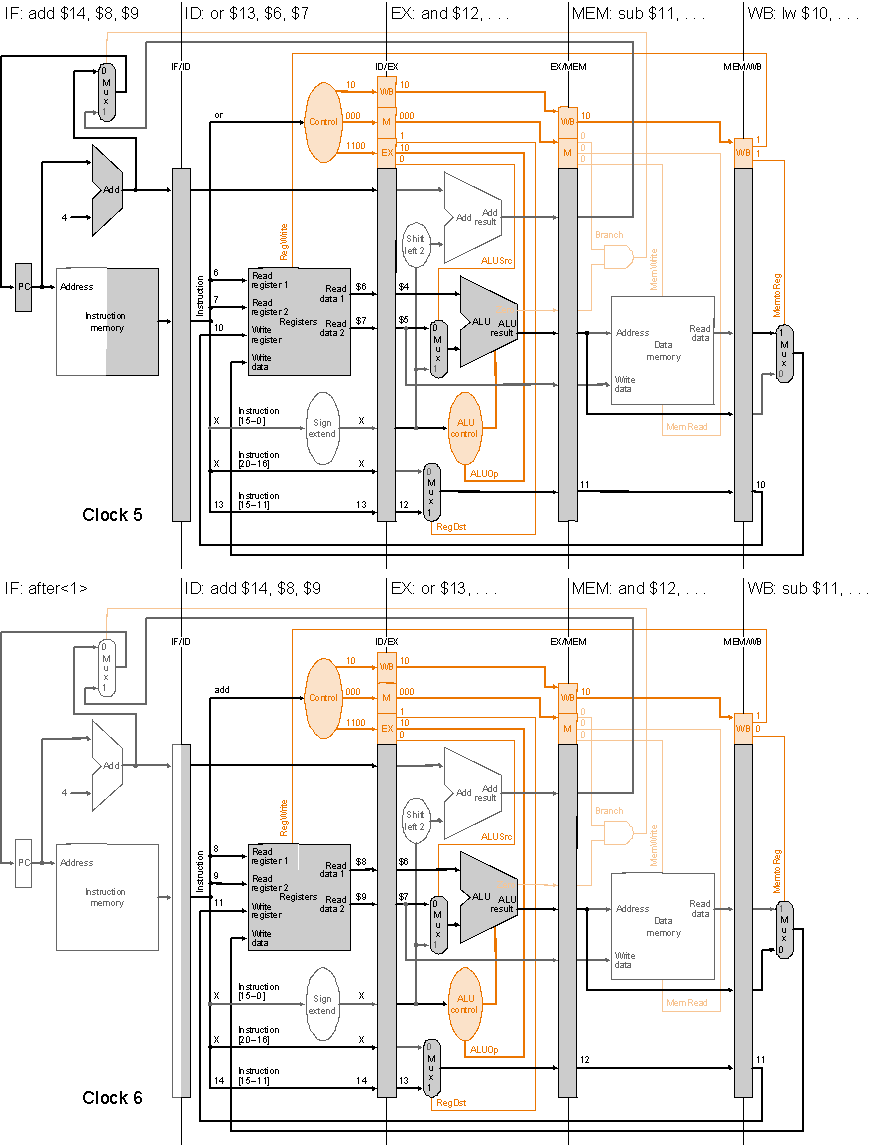 IF: add $14, $8, $9
ID: or $13, $6, $7
EX: and $12, . . .
MEM: sub $11, . . .
WB: lw $10, . . .
IF/ID
ID/EX
EX/MEM
MEM/WB
0
Mux
1
Add
4
PC
Address
Instruction
memory
Instruction
or
Control
10
000
1100
WB
M
EX
10
000
1
10
0
WB
M
10
0
0
0
WB
1
1
RegWrite
6
7
10
Read
register 1
Read
register 2
Write
register
Write
data
Registers
Read
data 1
Read
data 2
$6
$7
$4
$5
Shift
left 2
Add
Add
result
ALUSrc
0
Mux
1
ALU
ALU
result
Branch
MemWrite
Address
Data
memory
Read
data
Write
data
MemRead
MemtoReg
1
Mux
0
X
Instruction
[15–0]
Sign
extend
X
ALU
control
ALUOp
X
Instruction
[20–16]
X
13
Instruction
[15–11]
13
12
0
Mux
1
RegDst
11
10
Clock 5
IF: after<1>
ID: add $14, $8, $9
EX: or $13, . . .
MEM: and $12, . . .
WB: sub $11, . . .
IF/ID
ID/EX
EX/MEM
MEM/WB
0
Mux
1
Add
4
PC
Address
Instruction
memory
Instruction
add
Control
10
000
1100
WB
M
EX
10
000
1
10
0
WB
M
10
0
0
0
WB
1
0
RegWrite
8
9
11
Read
register 1
Read
register 2
Write
register
Write
data
Registers
Read
data 1
Read
data 2
$8
$9
$6
$7
Shift
left 2
Add
Add
result
ALUSrc
0
Mux
1
ALU
ALU
result
Branch
MemWrite
Address
Data
memory
Read
data
Write
data
MemRead
MemtoReg
1
Mux
0
X
Instruction
[15–0]
Sign
extend
X
ALU
control
ALUOp
X
Instruction
[20–16]
X
14
Instruction
[15–11]
14
13
0
Mux
1
RegDst
12
11
Clock 6